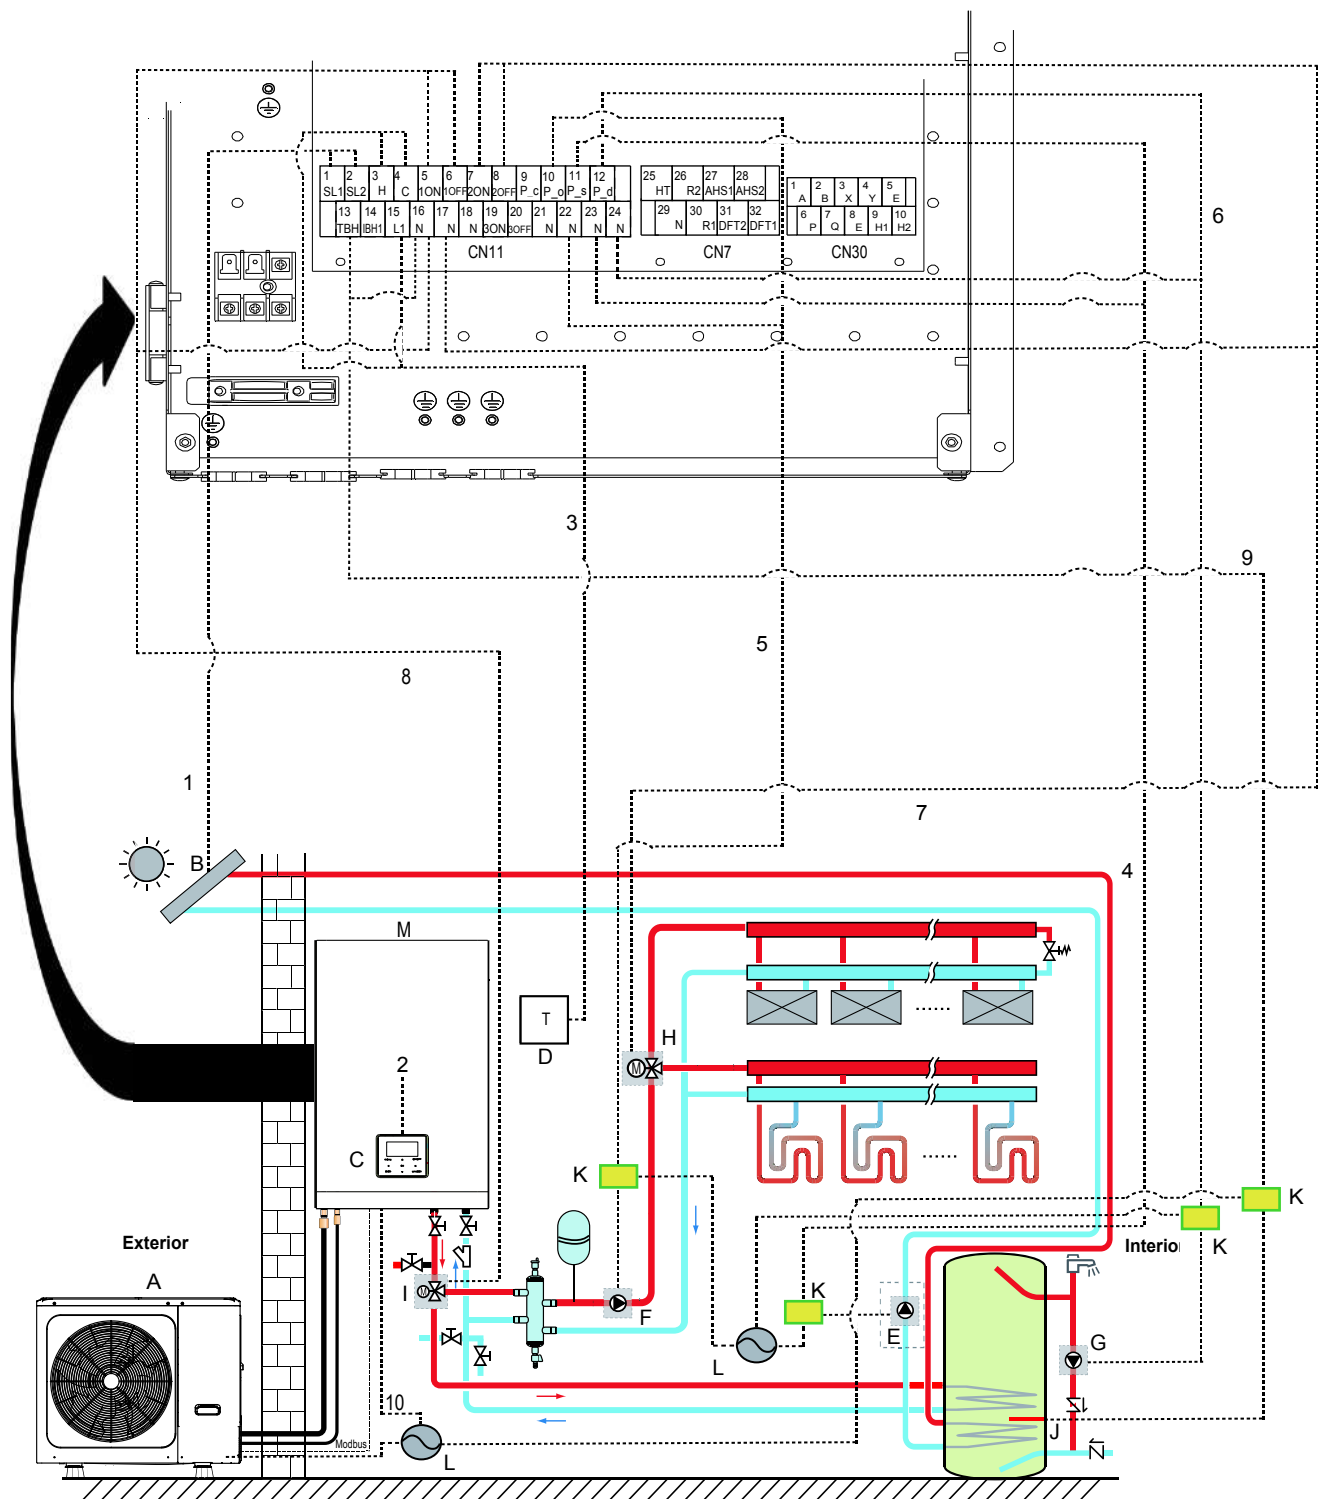 1 2 3 4 5 6 7 8 9 10 11 12
SL1 SL2 H C 1ON 1OFF 2ON 2OFF P_c P_o P_s P_d
13 14 15 16 17 18 19 20 21 22 23 24
TBH IBH1 L1 N N N 3ON 3OFF N N N N
CN11
25 26 27 28
HT R2 AHS1 AHS2
29 30 31 32
N R1 DFT2 DFT1
CN7
1 2 3 4 5
A B X Y E
6 7 8 9 10
P Q E H1 H2
CN30
6
3
9
5
8
1
7
B
4
M
T
D
H
M
2
C
K
K
K
Exterior
Interior
A
I
M
F
K
E
G
L
10
J
Modbus
L